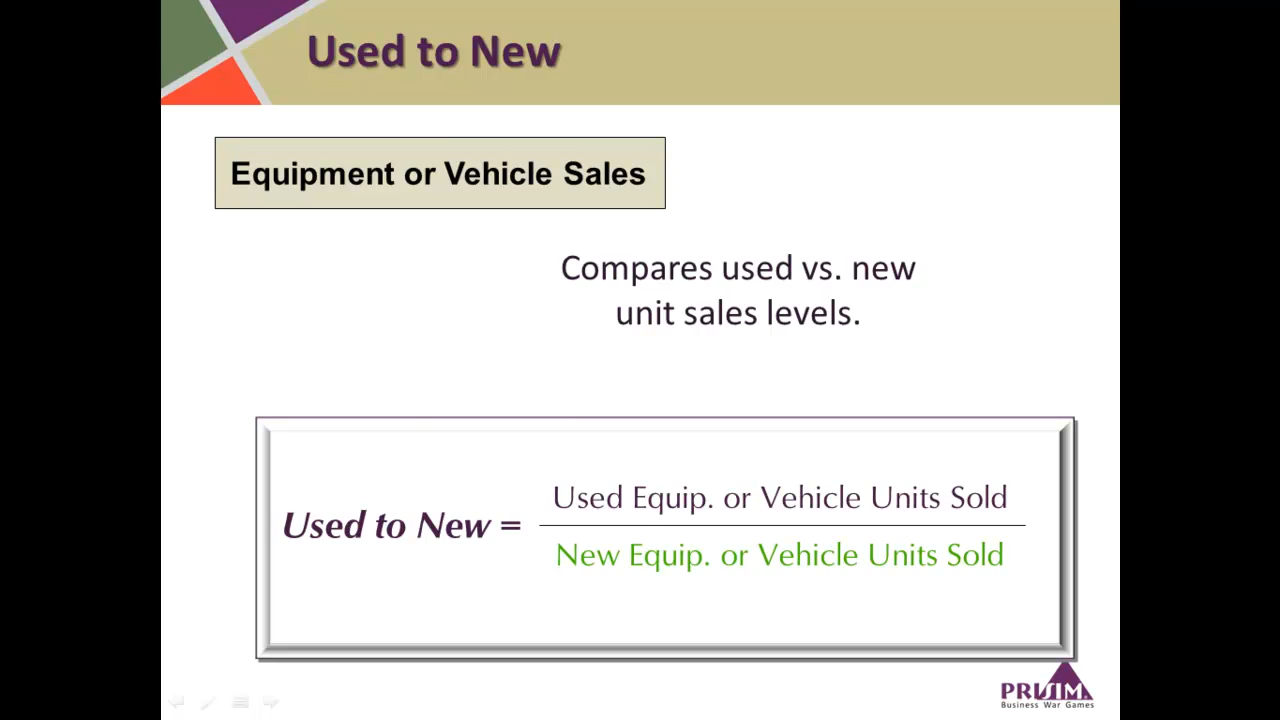 Used to New
Equipment or Vehicle Sales
Compares used vs. new
unit sales levels.
Used Equip. or Vehicle Units Sold
Used to New =
New Equip. or Vehicle Units Sold
PRISIM
Business War Games